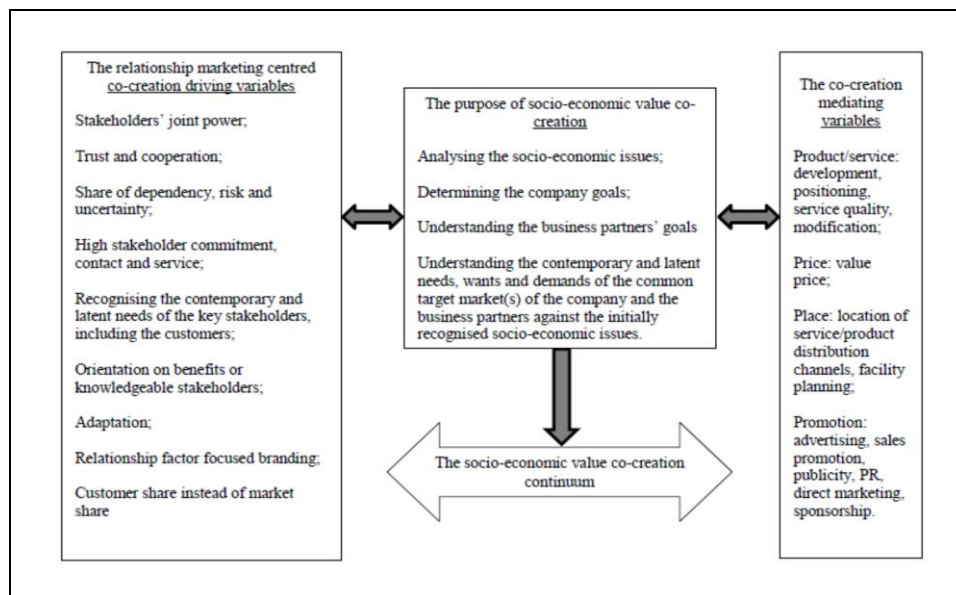 The relationship marketing centred
co-creation driving variables
Stakeholders' joint power;
Trust and cooperation;
Share of dependency, risk and
uncertainty;
High stakeholder commitment,
contact and service;
Recognising the contemporary and
latent needs of the key stakeholders,
including the customers;
Orientation on benefits or
knowledgeable stakeholders;
Adaptation;
Relationship factor focused branding;
Customer share instead of market
share
The purpose of socio-economic value co-
creation
Analysing the socio-economic issues;
Determining the company goals;
Understanding the business partners' goals
Understanding the contemporary and latent
needs, wants and demands of the common
target market(s) of the company and the
business partners against the initially
recognised socio-economic issues.
The socio-economic value co-creation
continuum
The co-creation
mediating
variables
Product/service:
development,
positioning,
service quality,
modification;
Price: value
price;
Place: location of
service/product
distribution
channels, facility
planning;
Promotion:
advertising, sales
promotion,
publicity, PR,
direct marketing,
sponsorship.